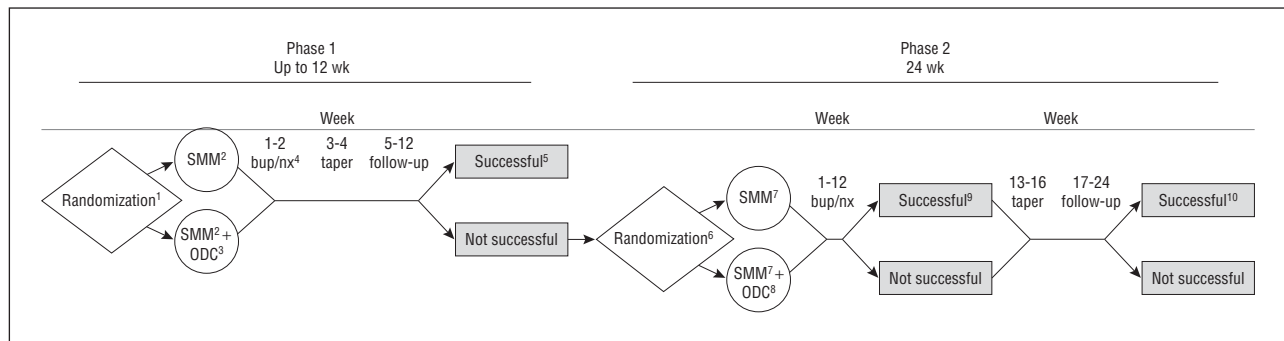 Phase 1
Up to 12 wk
Phase 2
24 wk
Week
Week
Week
1-2
bup/nx⁴
3-4
taper
5-12
follow-up
SMM²
Successful⁵
Randomization¹
SMM² +
ODC³
Not successful
1-12
bup/nx
13-16
taper
17-24
follow-up
SMM⁷
Successful⁹
Successful¹⁰
Randomization⁶
SMM⁷ +
ODC⁸
Not successful
Not successful